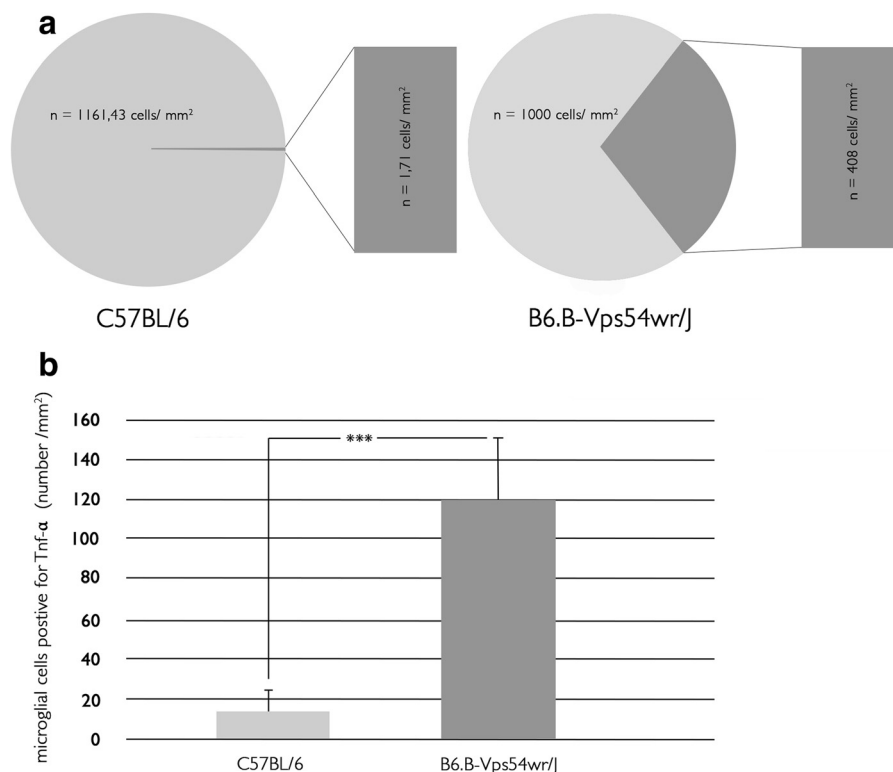 a
n = 1161,43 cells/ mm²
n = 1,71 cells/ mm²
n = 1000 cells/ mm²
n = 408 cells/ mm²
C57BL/6
B6.B-Vps54wr/J
b
microglial cells postive for Tnf-α (number /mm²)
160
140
120
100
80
60
40
20
0
***
C57BL/6
B6.B-Vps54wr/J